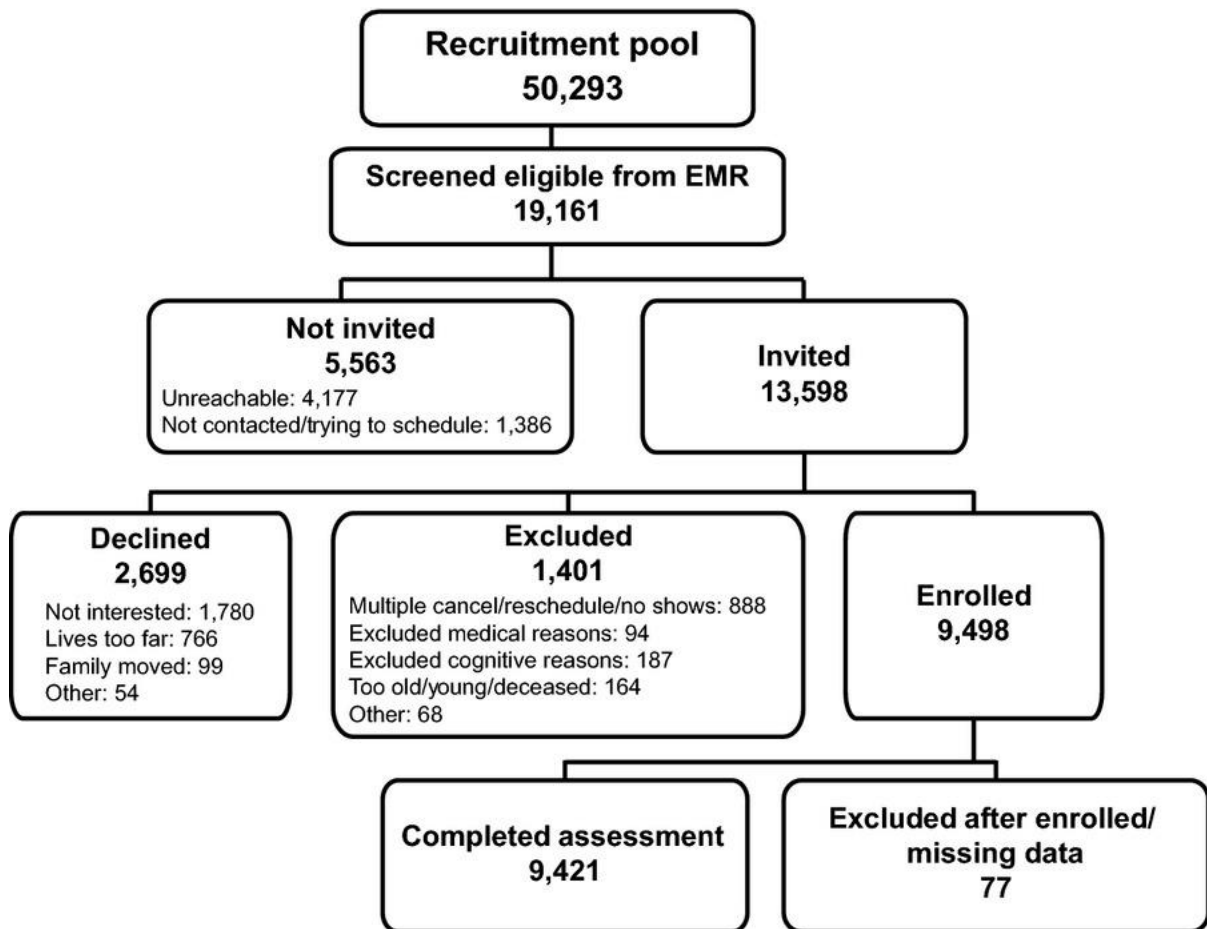 Recruitment pool
50,293
Screened eligible from EMR
19,161
Not invited
5,563
Unreachable: 4,177
Not contacted/trying to schedule: 1,386
Invited
13,598
Declined
2,699
Not interested: 1,780
Lives too far: 766
Family moved: 99
Other: 54
Excluded
1,401
Multiple cancel/reschedule/no shows: 888
Excluded medical reasons: 94
Excluded cognitive reasons: 187
Too old/young/deceased: 164
Other: 68
Enrolled
9,498
Completed assessment
9,421
Excluded after enrolled/
missing data
77